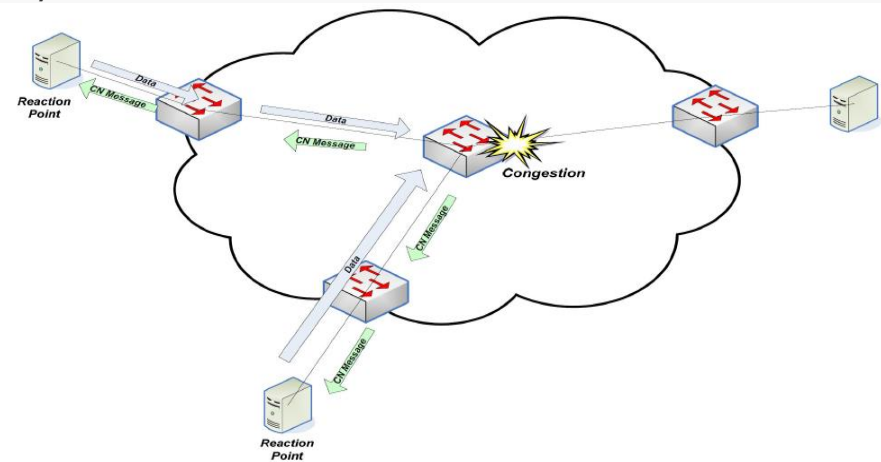 Data
CN Message
Reaction
Point
Data
CN Message
Congestion
CN Message
Data
CN Message
Reaction
Point